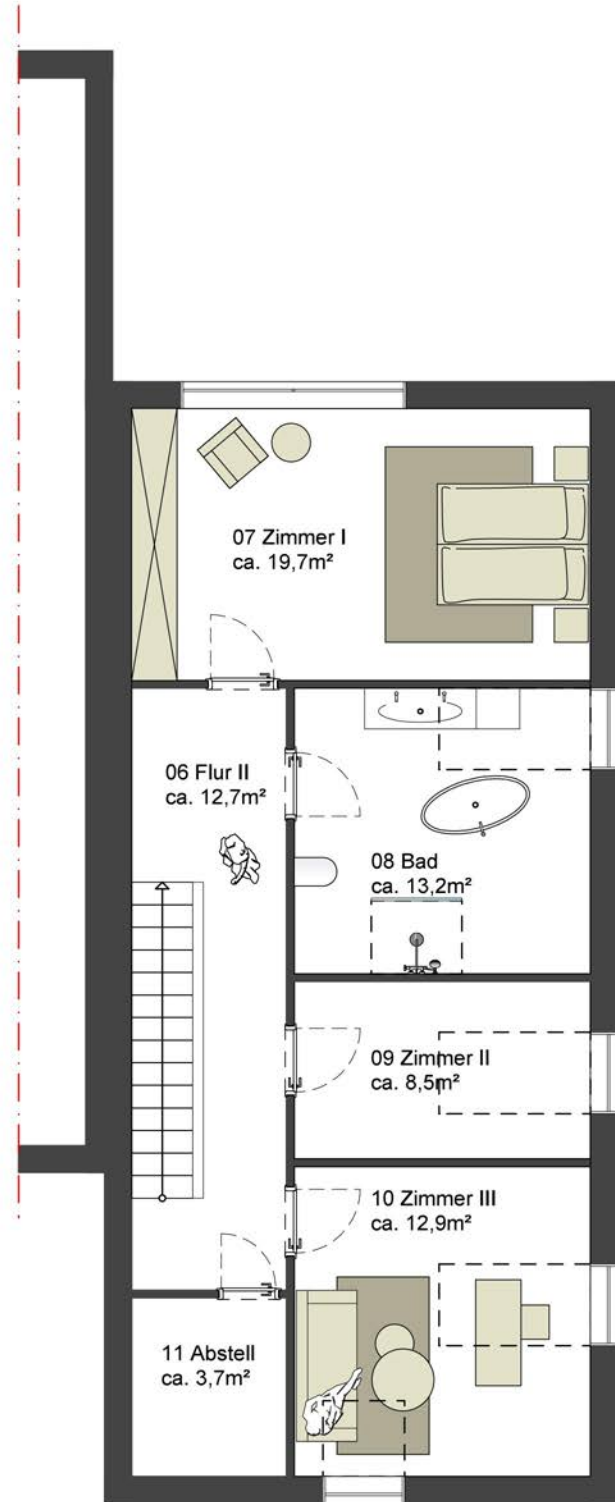 07 Zimmer I
ca. 19,7m²
06 Flur II
ca. 12,7m²
08 Bad
ca. 13,2m²
09 Zimmer II
ca. 8,5m²
10 Zimmer III
ca. 12,9m²
11 Abstell
ca. 3,7m²